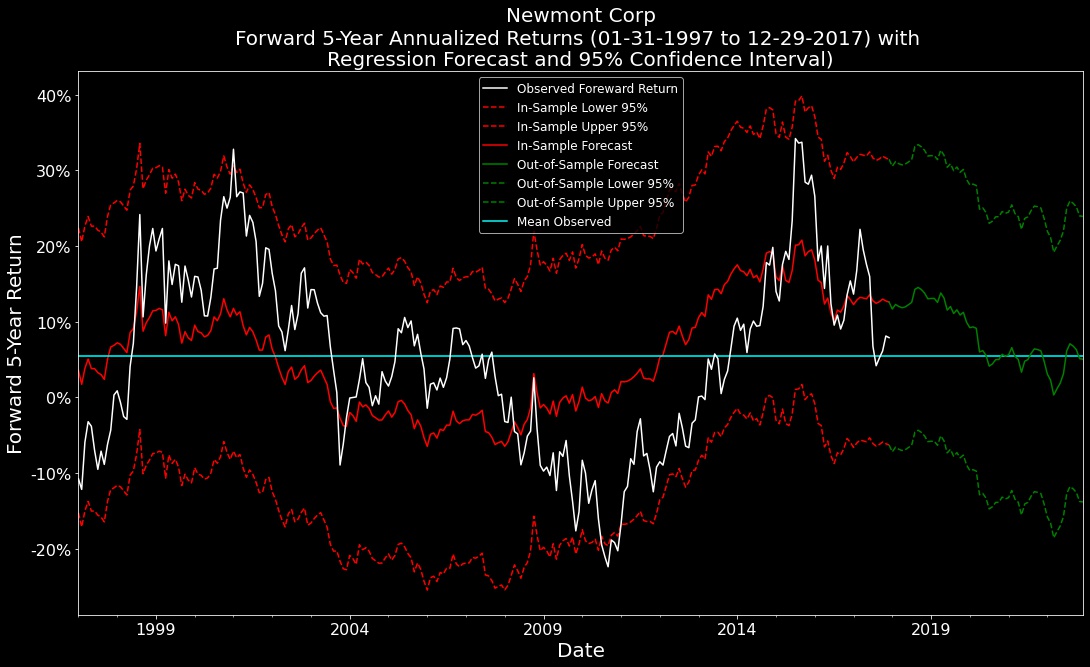 Newmont Corp
Forward 5-Year Annualized Returns (01-31-1997 to 12-29-2017) with
Regression Forecast and 95% Confidence Interval)
Observed Foreward Return
In-Sample Lower 95%
In-Sample Upper 95%
In-Sample Forecast
Out-of-Sample Forecast
Out-of-Sample Lower 95%
Out-of-Sample Upper 95%
Mean Observed
Forward 5-Year Return
40%
30%
20%
10%
0%
-10%
-20%
1999 2004 2009 2014 2019
Date